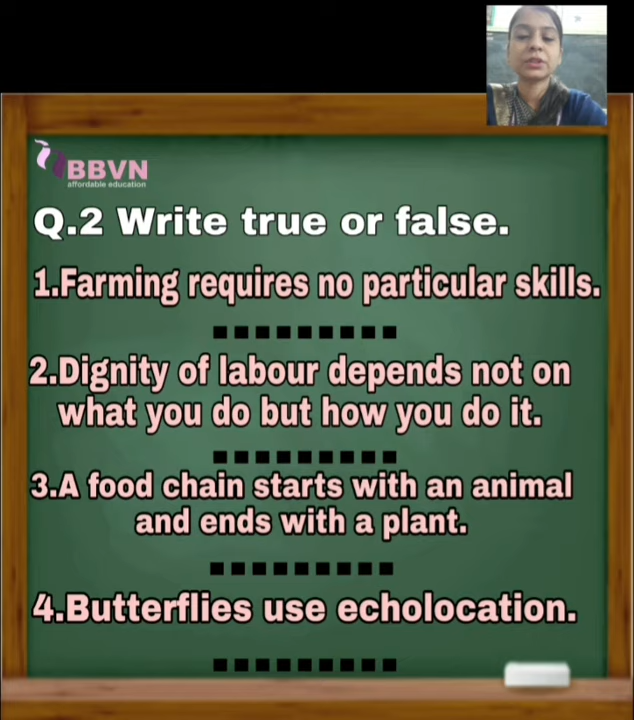 BBVN
affordable education
Q.2 Write true or false.
1.Farming requires no particular skills.
2.Dignity of labour depends not on
what you do but how you do it.
3.A food chain starts with an animal
and ends with a plant.
4.Butterflies use echolocation.